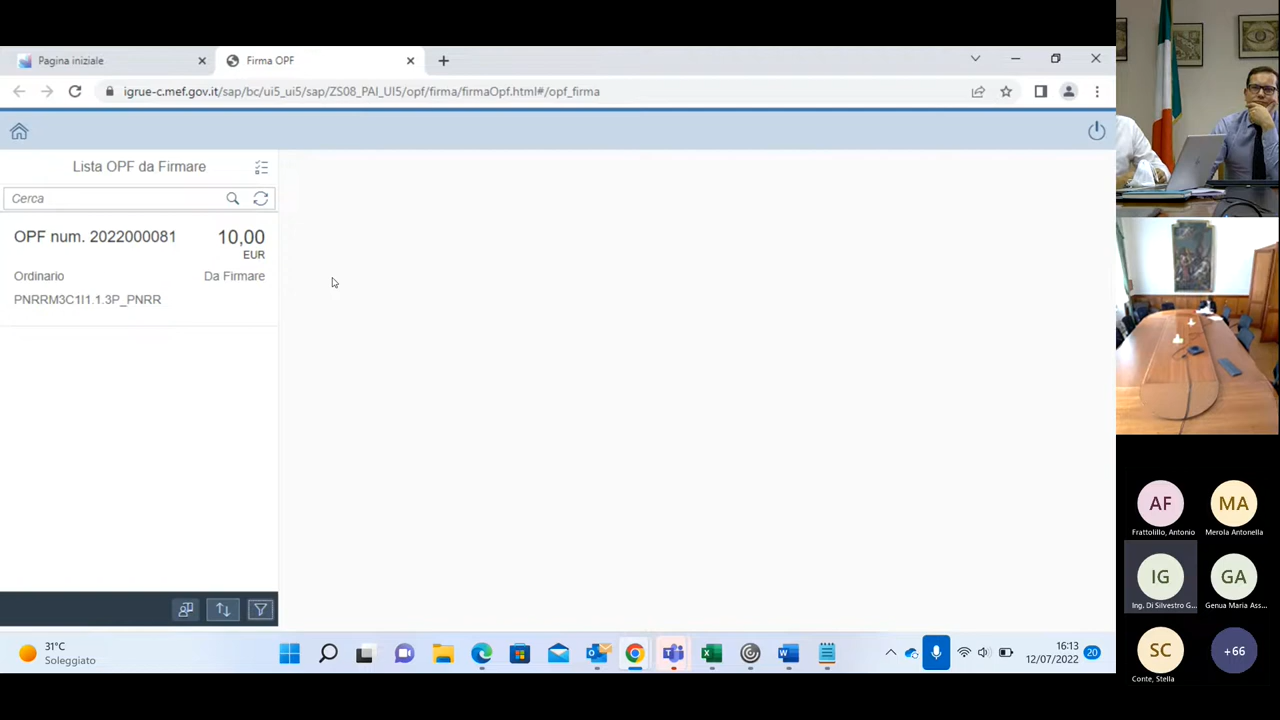 Pagina iniziale
Firma OPF
igrue-c.mef.gov.it/sap/bc/ui5_ui5/sap/ZS08_PAI_UI5/opf/firma/firmaOpf.html#/opf_firma
Lista OPF da Firmare
Cerca
OPF num. 2022000081 10,00
EUR
Ordinario Da Firmare
PNRRM3C1I1.1.3P_PNRR
31°C
Soleggiato
16:13
12/07/2022
20
AF MA
Frattolillo, Antonio Merola Antonella
IG GA
Ing. Di Silvestro G... Genua Maria Ass...
SC +66
Conte, Stella